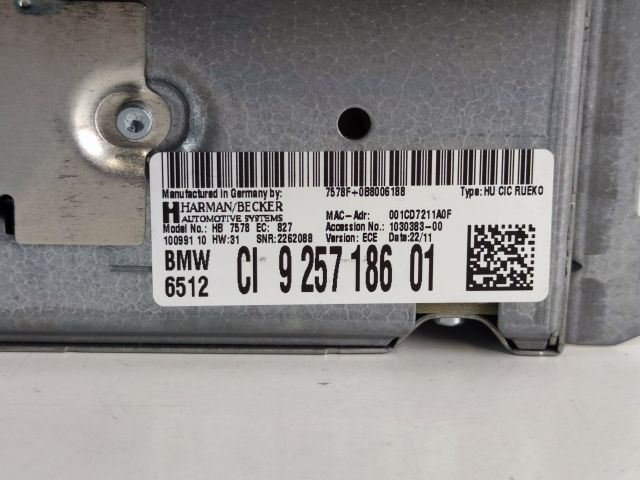 Manufactured in Germany by: 7578F+0B8006188 Type: HU CIC RUEKO
HARMAN/BECKER
AUTOMOTIVE SYSTEMS MAC-Adr: 001CD7211A0F
Model No.: HB 7578 EC: 827 Accession No.: 1030383-00
10099110 HW:31 SNR:2262088 Version: ECE Date:22/11
BMW CI 9 257 186 01
6512